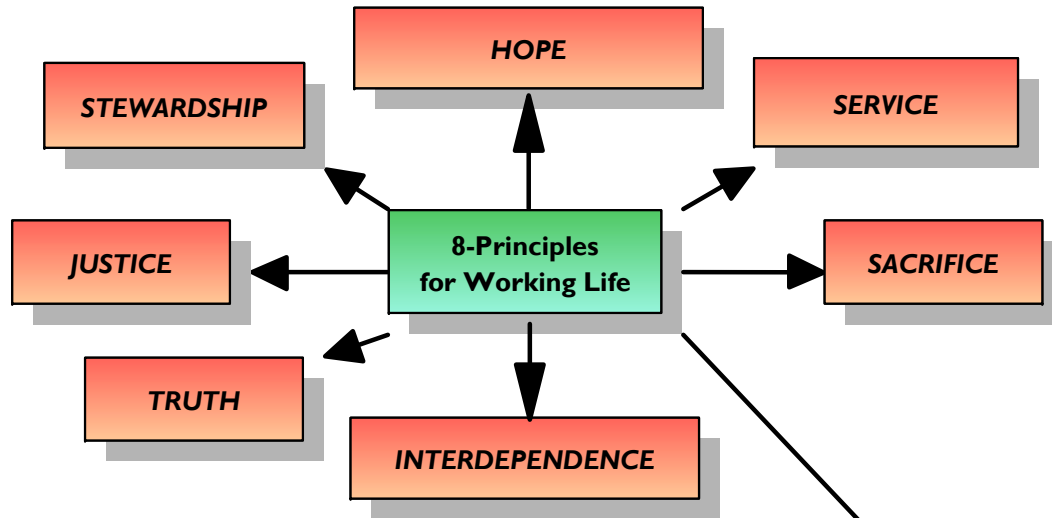 HOPE
STEWARDSHIP
SERVICE
8-Principles
for Working Life
JUSTICE
SACRIFICE
TRUTH
INTERDEPENDENCE